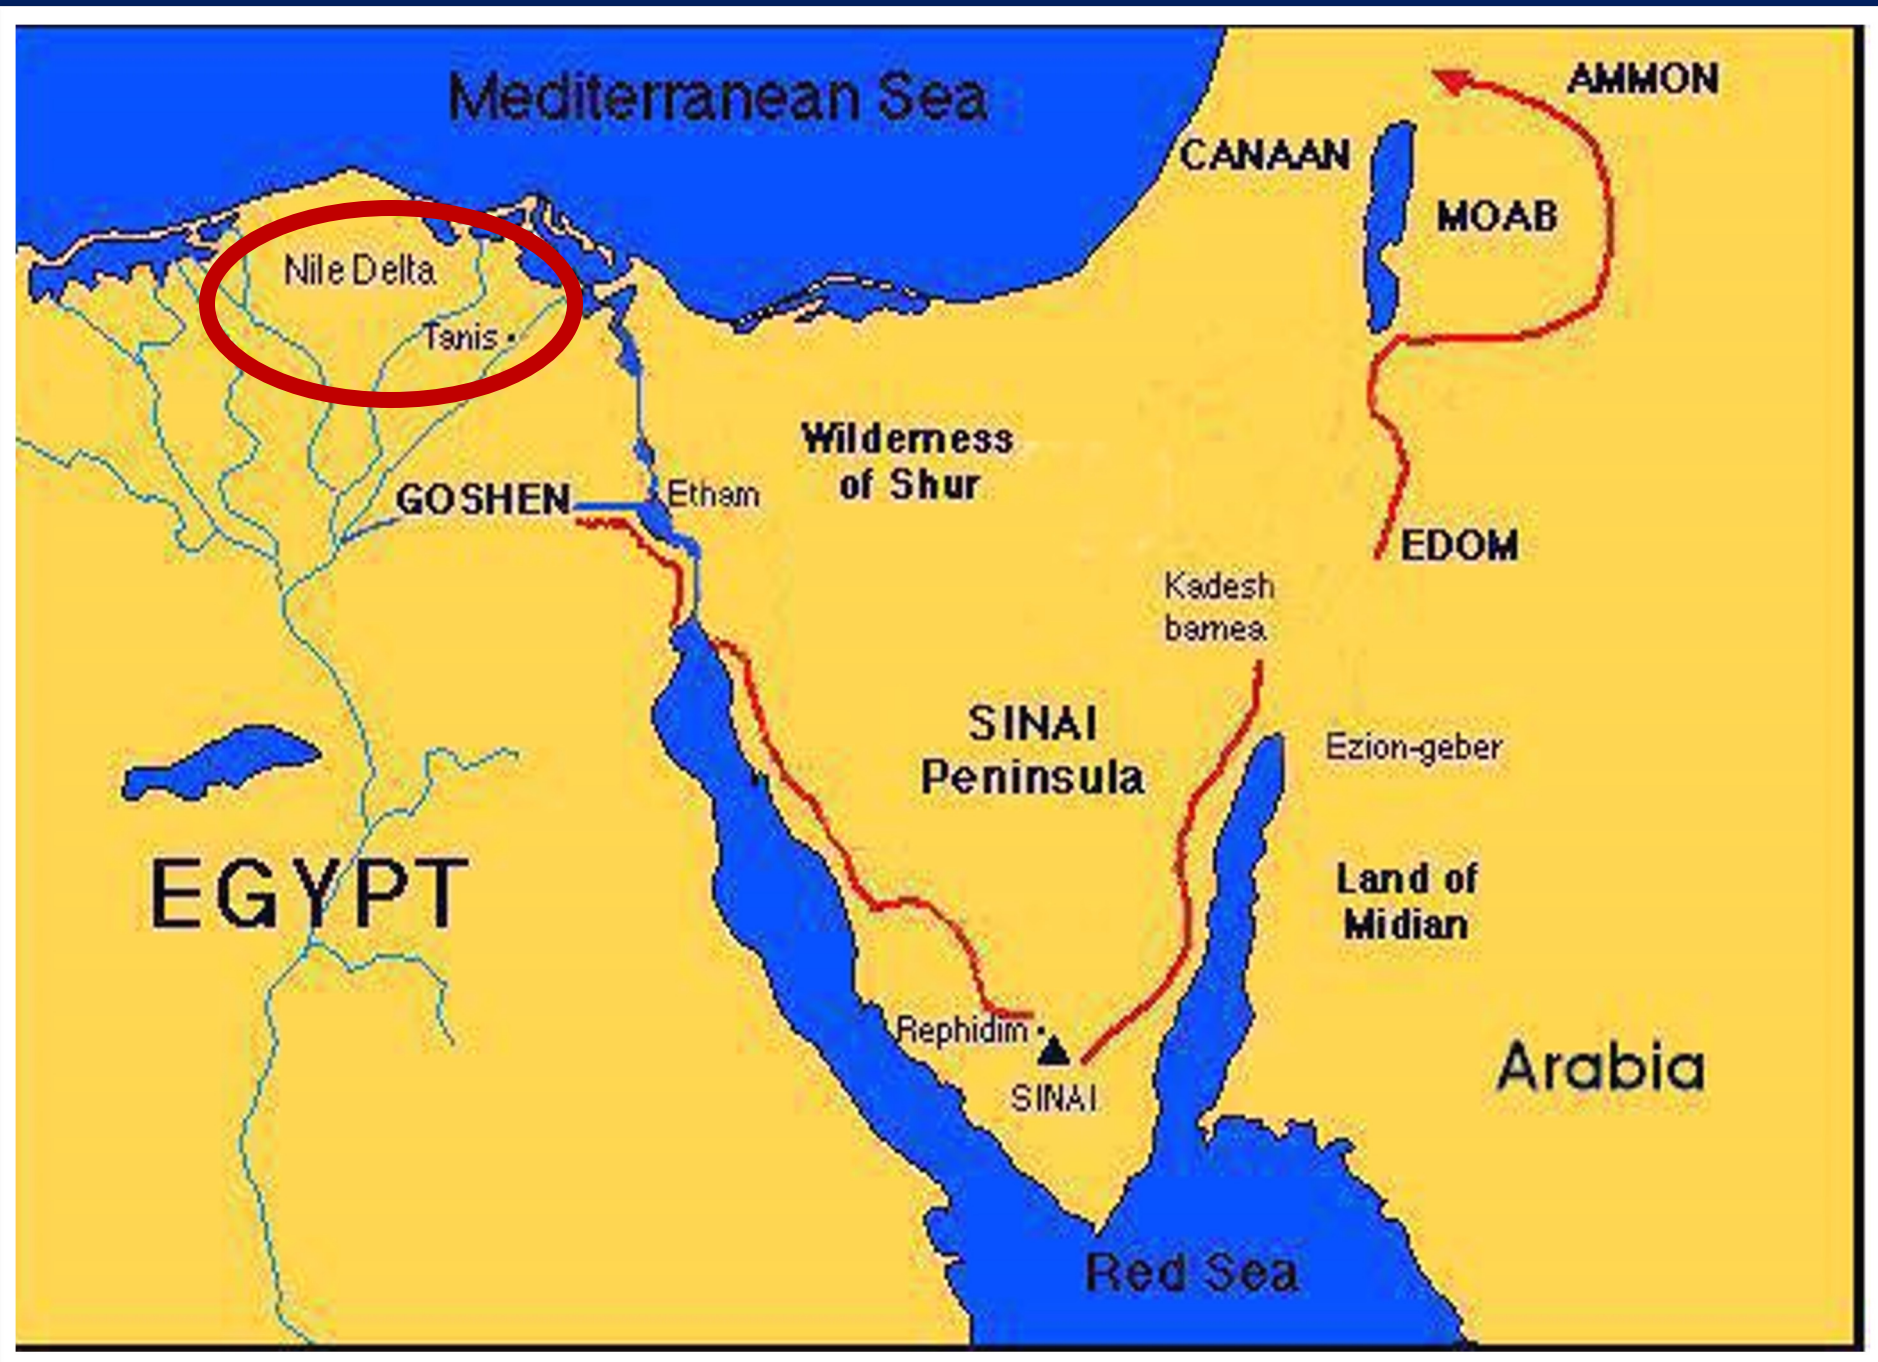 Mediterranean Sea
AMMON
CANAAN
MOAB
Nile Delta
Tanis
Wilderness
of Shur
GOSHEN
Etham
EDOM
Kadesh
barnea
SINAI
Peninsula
Ezion-geber
EGYPT
Land of
Midian
Rephidim
SINAI
Arabia
Red Sea